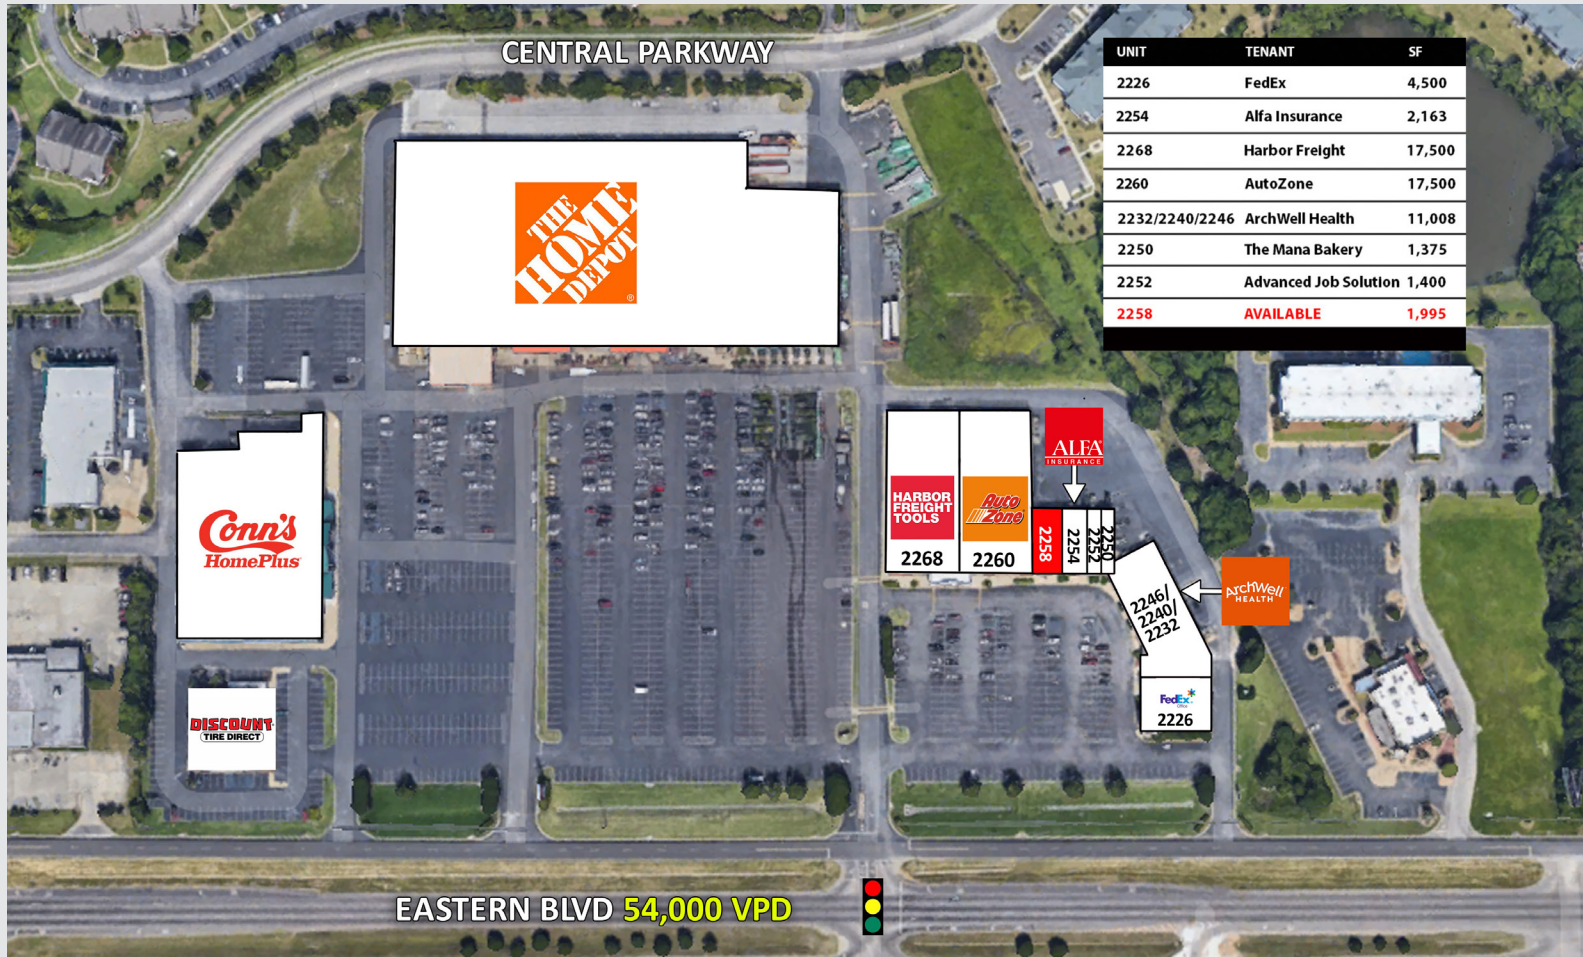 CENTRAL PARKWAY
UNIT TENANT SF
2226 FedEx 4,500
2254 Alfa Insurance 2,163
2268 Harbor Freight 17,500
2260 AutoZone 17,500
2232/2240/2246 ArchWell Health 11,008
2250 The Mana Bakery 1,375
2252 Advanced Job Solution 1,400
2258 AVAILABLE 1,995
THE
HOME
DEPOT
®
Conn's
HomePlus
DISCOUNT
TIRE DIRECT
HARBOR
FREIGHT
TOOLS
2268
Auto
Zone
2260
ALFA
INSURANCE
2258
2254
2252
2250
2246/
2240/
2232
ArchWell
HEALTH
FedEx
Office
2226
EASTERN BLVD 54,000 VPD